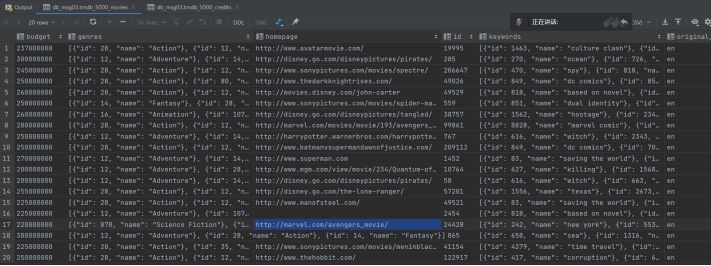 Output db_msg03.tmdb_5000_movies db_msg03.tmdb_5000_credits
20 rows Tx: Auto DDL DML 正在讲话: CSV
budget genres homepage id keywords original_
1 237000000 [{"id": 28, "name": "Action"}, {"id": 12, "n… http://www.avatarmovie.com/ 19995 [{"id": 1463, "name": "culture clash"}, {"id… en
2 300000000 [{"id": 12, "name": "Adventure"}, {"id": 14,… http://disney.go.com/disneypictures/pirates/ 285 [{"id": 270, "name": "ocean"}, {"id": 726, "… en
3 245000000 [{"id": 28, "name": "Action"}, {"id": 12, "n… http://www.sonypictures.com/movies/spectre/ 206647 [{"id": 470, "name": "spy"}, {"id": 818, "na… en
4 250000000 [{"id": 28, "name": "Action"}, {"id": 80, "n… http://www.thedarkknightrises.com/ 49026 [{"id": 849, "name": "dc comics"}, {"id": 85… en
5 260000000 [{"id": 28, "name": "Action"}, {"id": 12, "n… http://movies.disney.com/john-carter 49529 [{"id": 818, "name": "based on novel"}, {"id… en
6 258000000 [{"id": 14, "name": "Fantasy"}, {"id": 28, "… http://www.sonypictures.com/movies/spider-ma… 559 [{"id": 851, "name": "dual identity"}, {"id"… en
7 260000000 [{"id": 16, "name": "Animation"}, {"id": 107… http://disney.go.com/disneypictures/tangled/ 38757 [{"id": 1562, "name": "hostage"}, {"id": 234… en
8 280000000 [{"id": 28, "name": "Action"}, {"id": 12, "n… http://marvel.com/movies/movie/193/avengers_… 99861 [{"id": 8828, "name": "marvel comic"}, {"id"… en
9 250000000 [{"id": 12, "name": "Adventure"}, {"id": 14,… http://harrypotter.warnerbros.com/harrypotte… 767 [{"id": 616, "name": "witch"}, {"id": 2343, … en
10 250000000 [{"id": 28, "name": "Action"}, {"id": 12, "n… http://www.batmanvsupermandawnofjustice.com/ 209112 [{"id": 849, "name": "dc comics"}, {"id": 70… en
11 270000000 [{"id": 12, "name": "Adventure"}, {"id": 14,… http://www.superman.com 1452 [{"id": 83, "name": "saving the world"}, {"i… en
12 200000000 [{"id": 12, "name": "Adventure"}, {"id": 28,… http://www.mgm.com/view/movie/234/Quantum-of… 10764 [{"id": 627, "name": "killing"}, {"id": 1568… en
13 200000000 [{"id": 12, "name": "Adventure"}, {"id": 14,… http://disney.go.com/disneypictures/pirates/ 58 [{"id": 616, "name": "witch"}, {"id": 663, "… en
14 255000000 [{"id": 28, "name": "Action"}, {"id": 12, "n… http://disney.go.com/the-lone-ranger/ 57201 [{"id": 1556, "name": "texas"}, {"id": 2673,… en
15 225000000 [{"id": 28, "name": "Action"}, {"id": 12, "n… http://www.manofsteel.com/ 49521 [{"id": 83, "name": "saving the world"}, {"i… en
16 225000000 [{"id": 12, "name": "Adventure"}, {"id": 107… 2454 [{"id": 818, "name": "based on novel"}, {"id… en
17 220000000 [{"id": 878, "name": "Science Fiction"}, {"i… http://marvel.com/avengers_movie/ 24428 [{"id": 242, "name": "new york"}, {"id": 553… en
18 380000000 [{"id": 12, "name": "Adventure"}, {"id": 28, "name": "Action"}, {"id": 14, "name": "Fantasy"}] 865 [{"id": 658, "name": "sea"}, {"id": 1316, "n… en
19 225000000 [{"id": 28, "name": "Action"}, {"id": 35, "n… http://www.sonypictures.com/movies/meninblac… 41154 [{"id": 4379, "name": "time travel"}, {"id":… en
20 250000000 [{"id": 28, "name": "Action"}, {"id": 12, "n… http://www.thehobbit.com/ 122917 [{"id": 417, "name": "corruption"}, {"id": 6… en